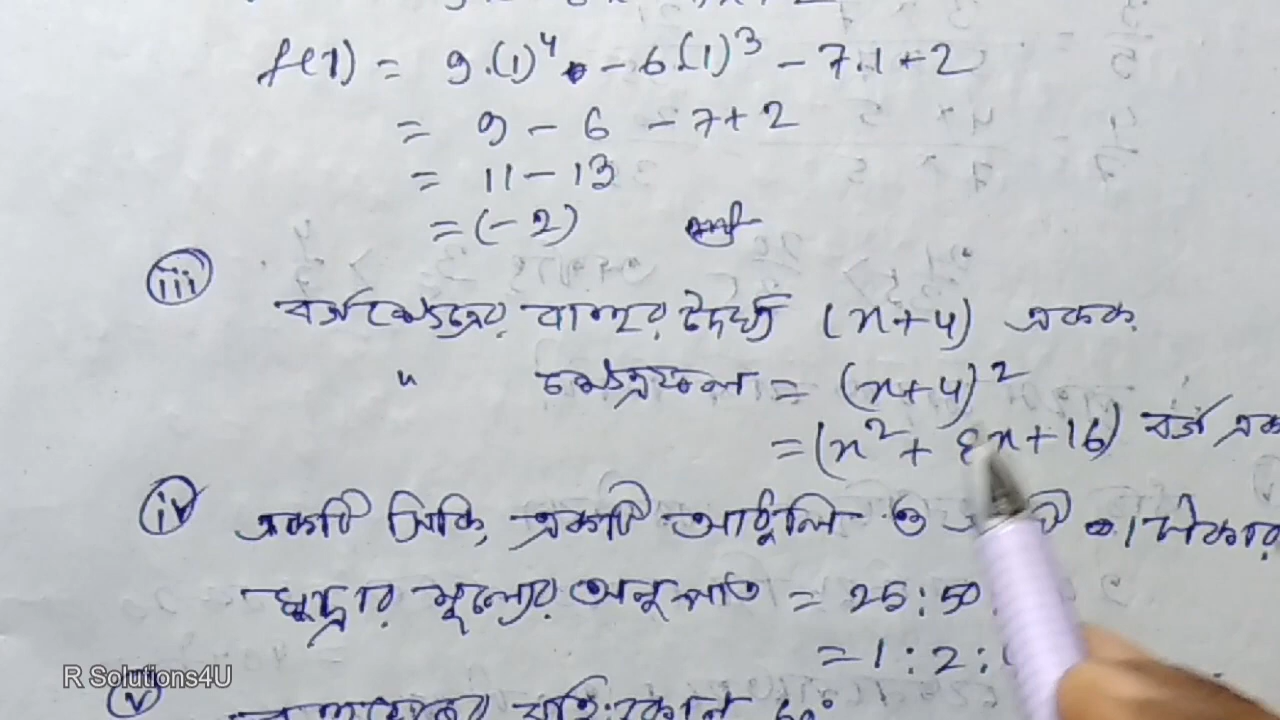 f(1) = 9.(1)⁴ - 6.(1)³ - 7.1 + 2
= 9 - 6 - 7 + 2
= 11 - 13
= (-2)
iii
বর্গক্ষেত্রের বাহুর দৈর্ঘ্য (x+4) একক
" ক্ষেত্রফল = (x+4)²
= (x² + 8x + 16) বর্গ এক
iv একটি সিকি, একটি আধুলি ও
মুদ্রার মূল্যের অনুপাত = 25 : 50
= 1 : 2 :
R Solutions4U
v 60°